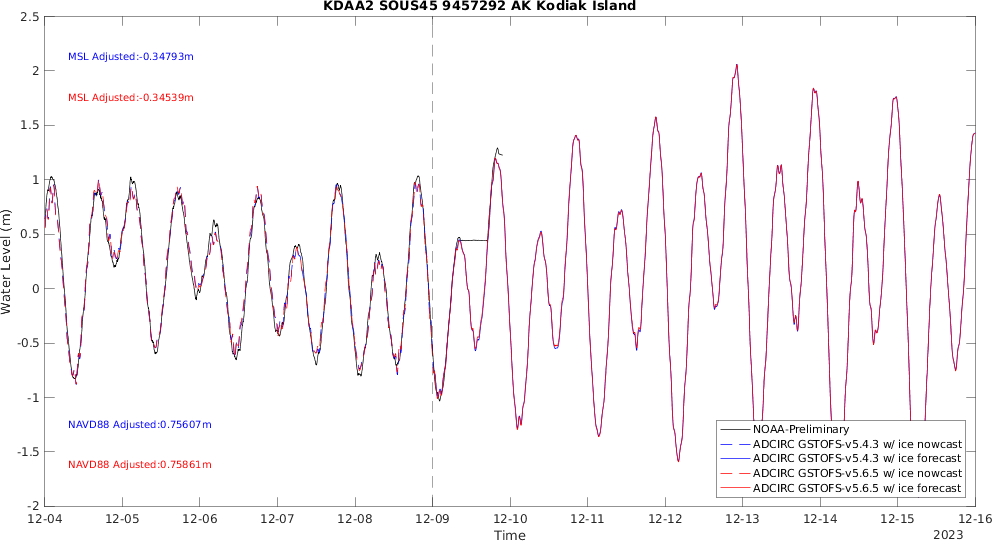 KDAA2 SOUS45 9457292 AK Kodiak Island
2.5
2
1.5
1
0.5
0
-0.5
-1
-1.5
-2
Water Level (m)
MSL Adjusted:-0.34793m
MSL Adjusted:-0.34539m
NAVD88 Adjusted:0.75607m
NAVD88 Adjusted:0.75861m
NOAA-Preliminary
ADCIRC GSTOFS-v5.4.3 w/ ice nowcast
ADCIRC GSTOFS-v5.4.3 w/ ice forecast
ADCIRC GSTOFS-v5.6.5 w/ ice nowcast
ADCIRC GSTOFS-v5.6.5 w/ ice forecast
12-04 12-05 12-06 12-07 12-08 12-09 12-10 12-11 12-12 12-13 12-14 12-15 12-16
Time
2023